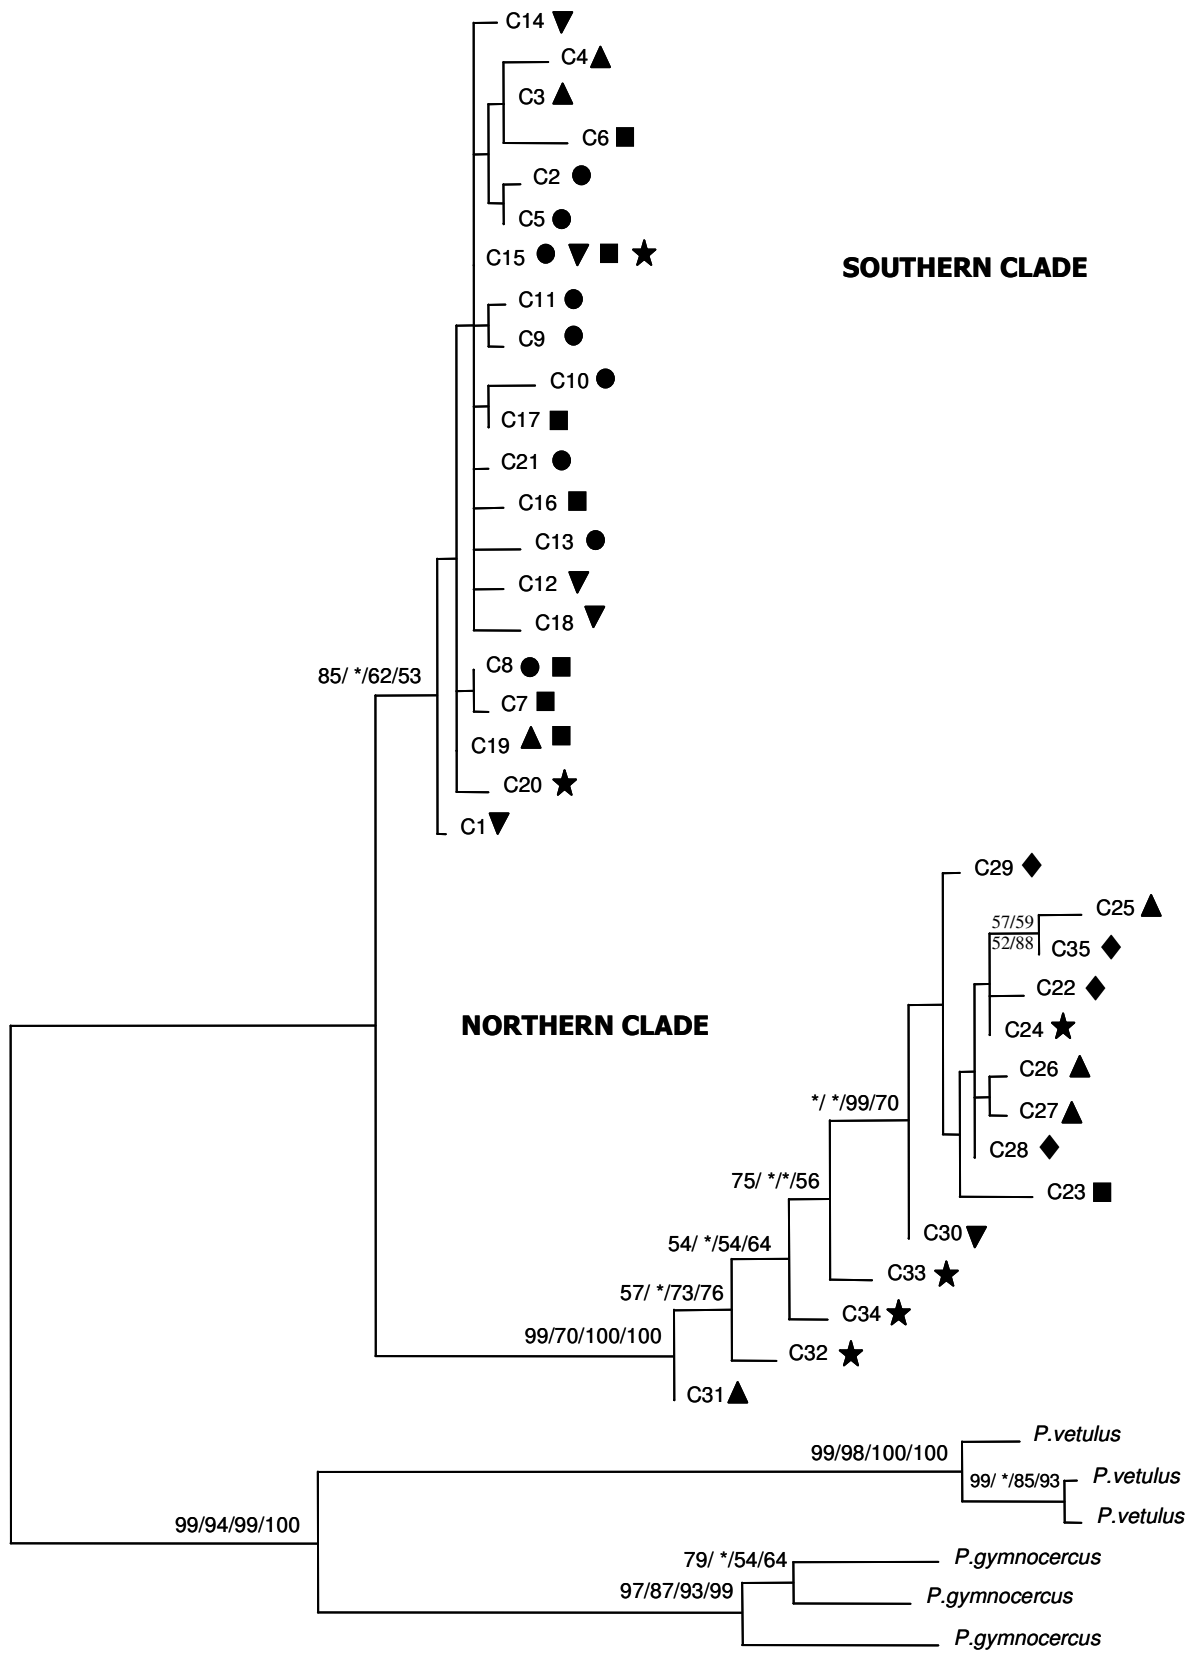 C14
C4
C3
C6
C2
C5
C15
SOUTHERN CLADE
C11
C9
C10
C17
C21
C16
C13
C12
C18
C8
85/ */62/53
C7
C19
C20
C1
C29
C25
57/59
52/88
C35
C22
NORTHERN CLADE
C24
C26
*/ */99/70
C27
C28
75/ */*/56
C23
C30
54/ */54/64
C33
57/ */73/76
C34
99/70/100/100
C32
C31
P.vetulus
99/98/100/100
99/ */85/93
P.vetulus
P.vetulus
99/94/99/100
P.gymnocercus
79/ */54/64
97/87/93/99
P.gymnocercus
P.gymnocercus